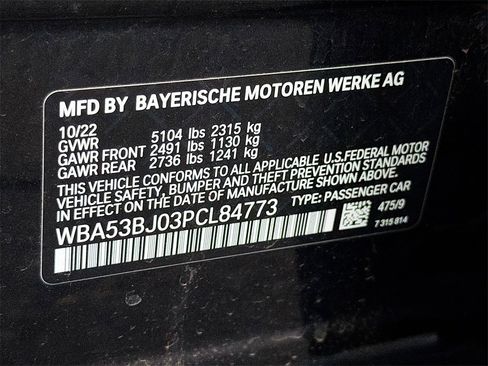 MFD BY BAYERISCHE MOTOREN WERKE AG
10/22
GVWR 5104 lbs 2315 kg
GAWR FRONT 2491 lbs 1130 kg
GAWR REAR 2736 lbs 1241 kg
THIS VEHICLE CONFORMS TO ALL APPLICABLE U.S.FEDERAL MOTOR
VEHICLE SAFETY, BUMPER AND THEFT PREVENTION STANDARDS
IN EFFECT ON THE DATE OF MANUFACTURE SHOWN ABOVE.
WBA53BJ03PCL84773 TYPE: PASSENGER CAR
475/9
7 315 814